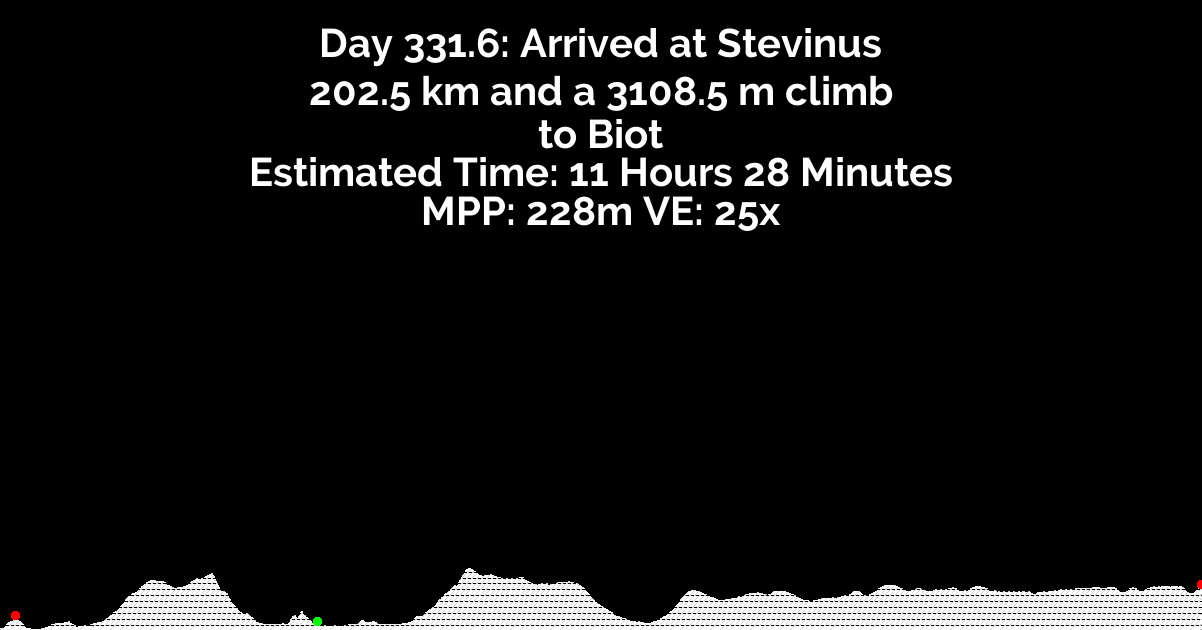 Day 331.6: Arrived at Stevinus
202.5 km and a 3108.5 m climb
to Biot
Estimated Time: 11 Hours 28 Minutes
MPP: 228m VE: 25x